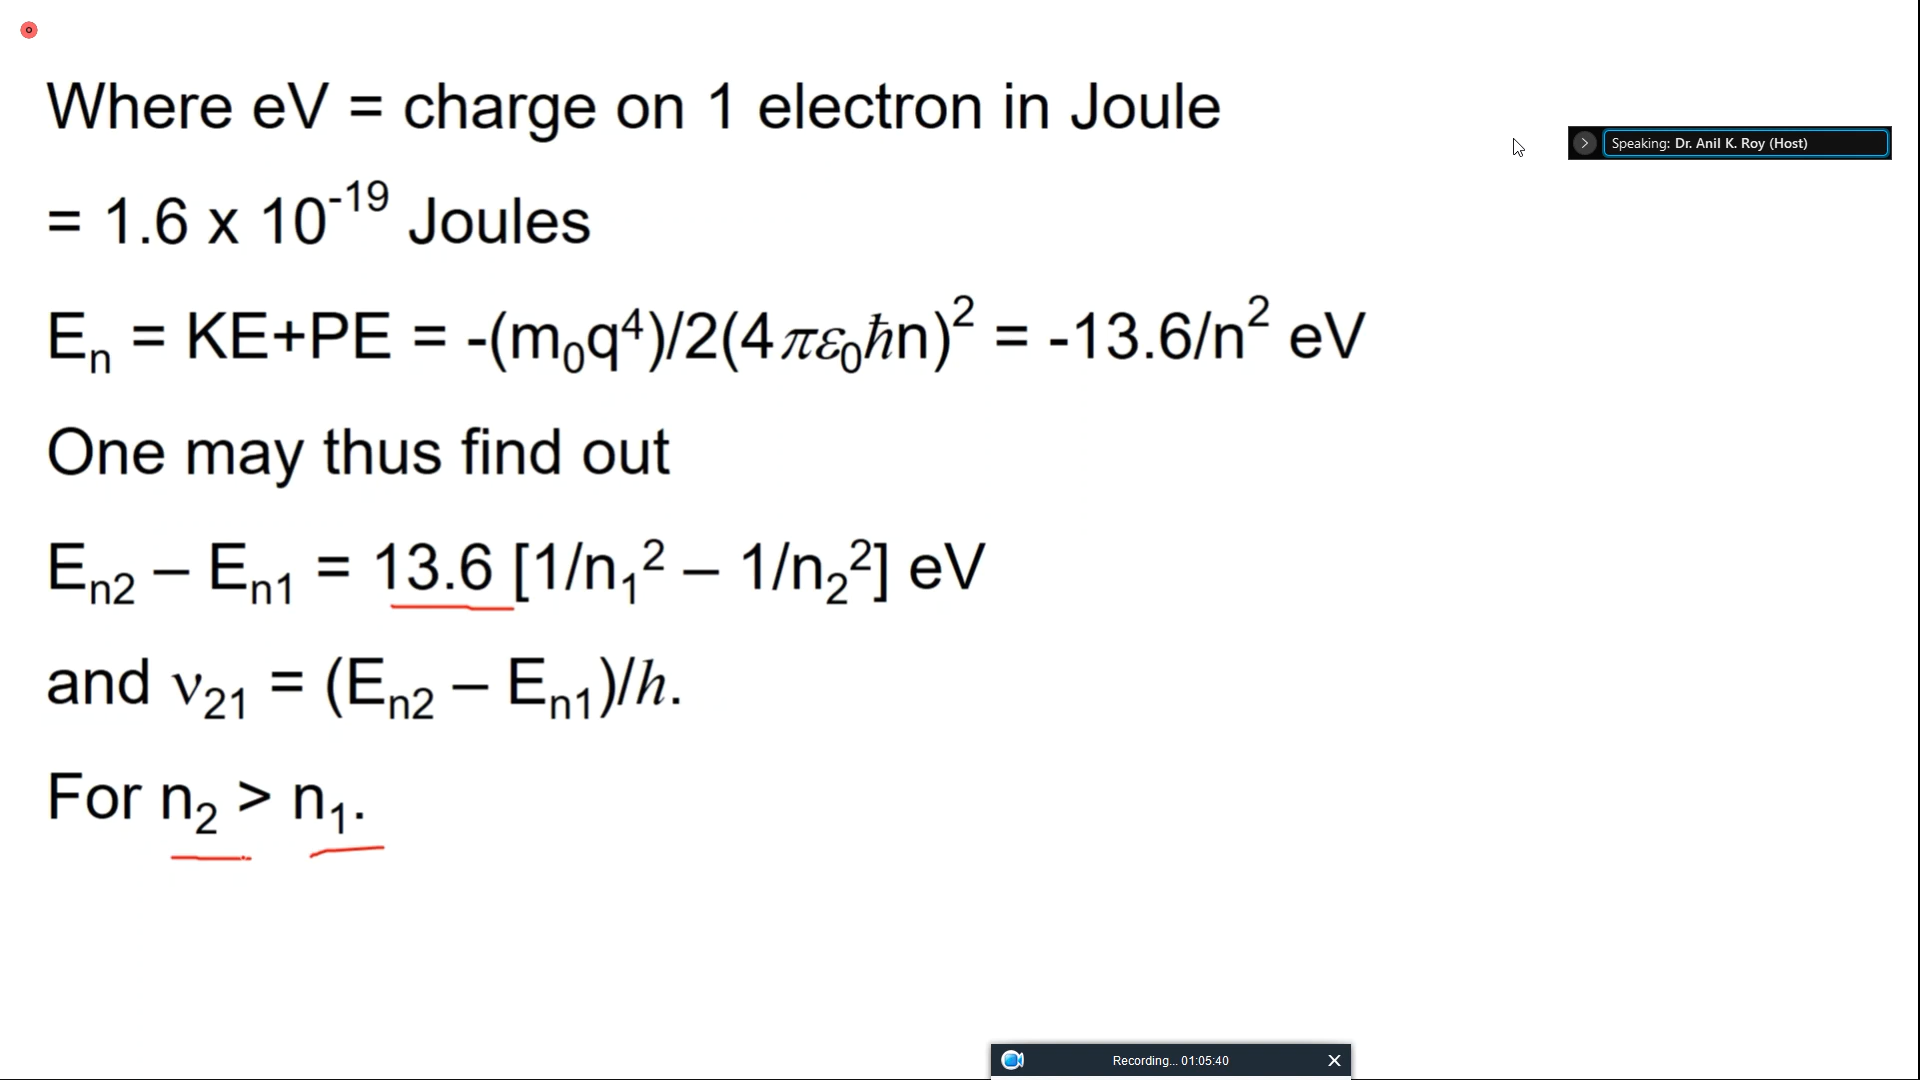 Where eV = charge on 1 electron in Joule
Speaking: Dr. Anil K. Roy (Host)
= 1.6 x 10⁻¹⁹ Joules
Eₙ = KE+PE = -(m₀q⁴)/2(4πε₀ħn)² = -13.6/n² eV
One may thus find out
Eₙ₂ – Eₙ₁ = 13.6 [1/n₁² – 1/n₂²] eV
and ν₂₁ = (Eₙ₂ – Eₙ₁)/h.
For n₂ > n₁.
Recording... 01:05:40